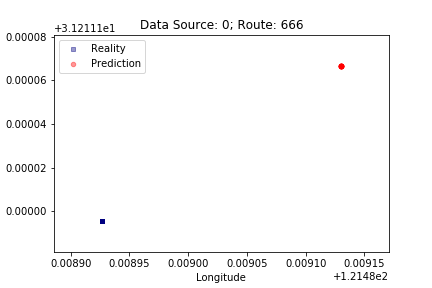 Data Source: 0; Route: 666
+3.12111e1
0.00008
0.00006
0.00004
0.00002
0.00000
Reality
Prediction
0.00890 0.00895 0.00900 0.00905 0.00910 0.00915
Longitude
+1.2148e2